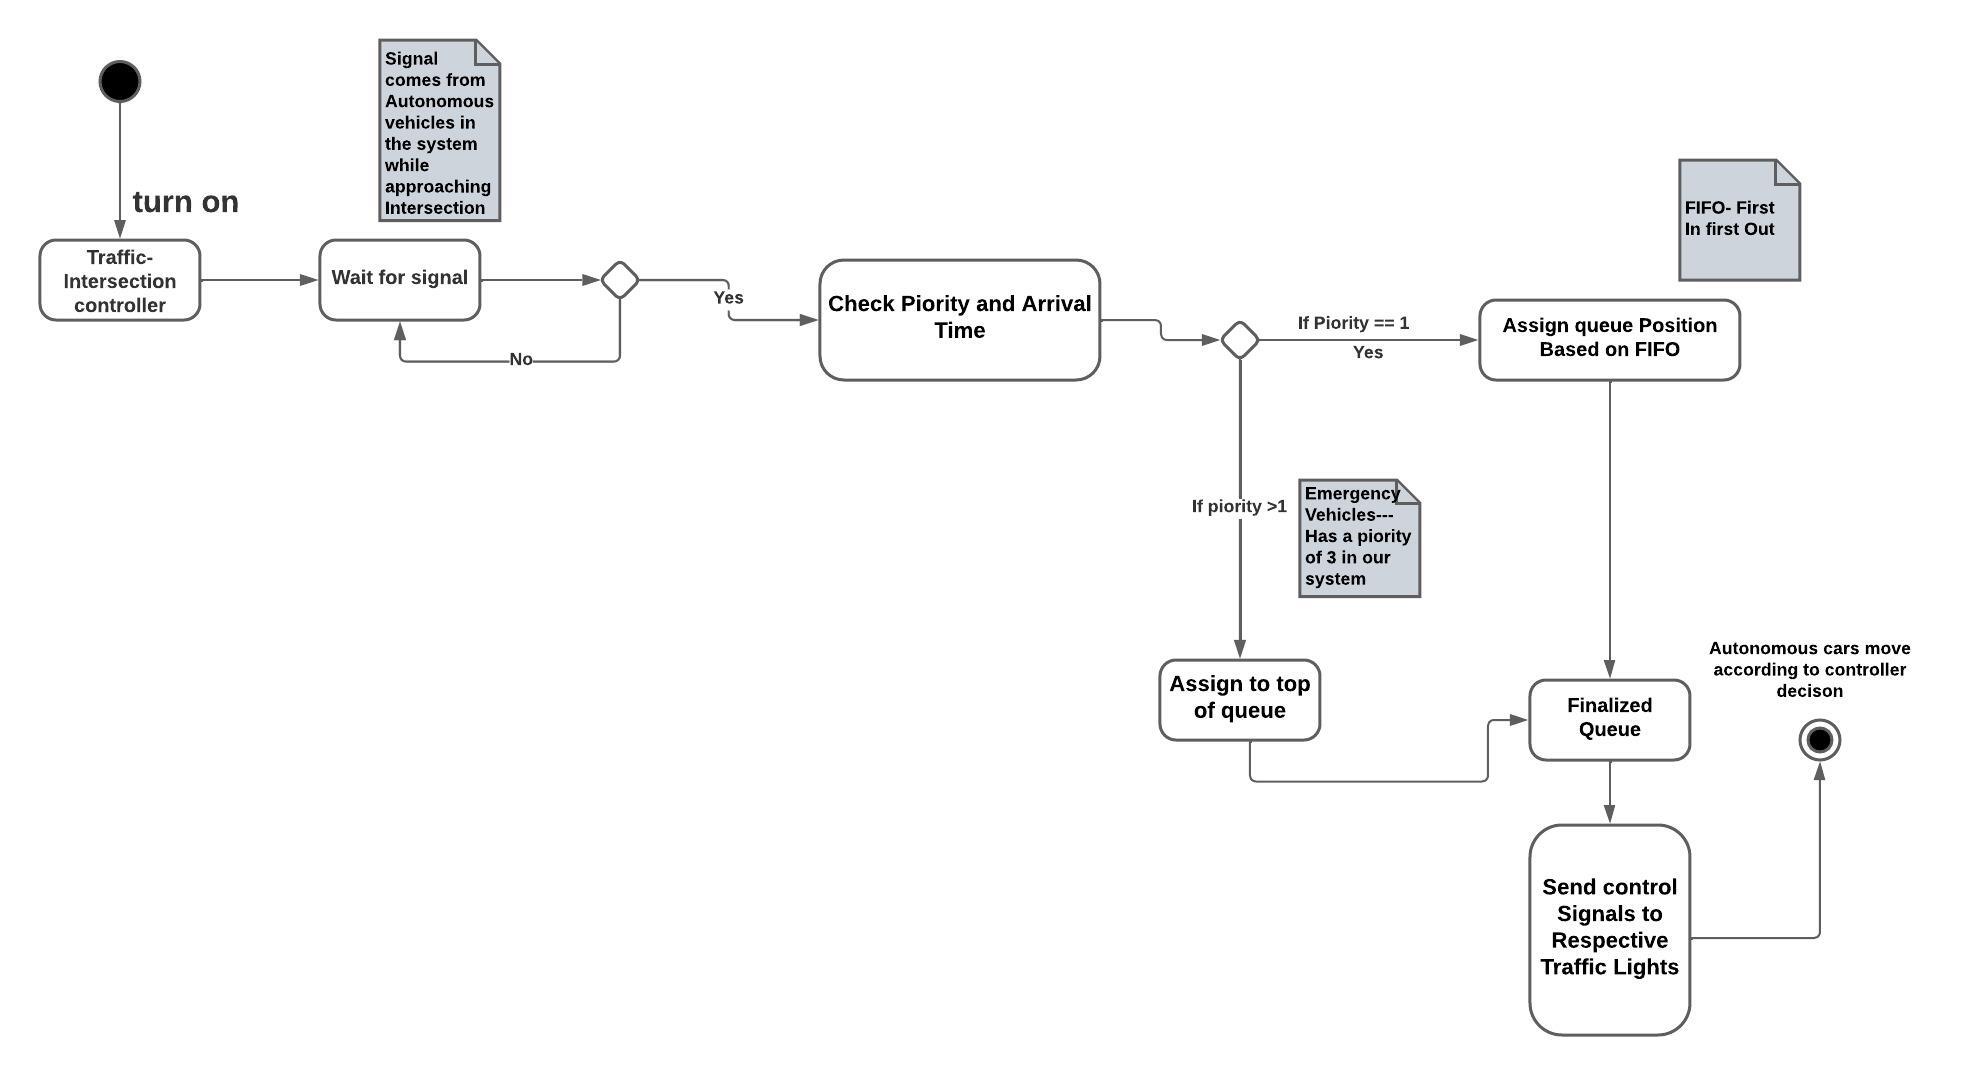 Signal
comes from
Autonomous
vehicles in
the system
while
approaching
Intersection
turn on
Traffic-
Intersection
controller
Wait for signal
Yes
No
Check Piority and Arrival
Time
If Piority == 1
Yes
FIFO- First
In first Out
Assign queue Position
Based on FIFO
If piority >1
Emergency
Vehicles---
Has a piority
of 3 in our
system
Assign to top
of queue
Finalized
Queue
Autonomous cars move
according to controller
decison
Send control
Signals to
Respective
Traffic Lights